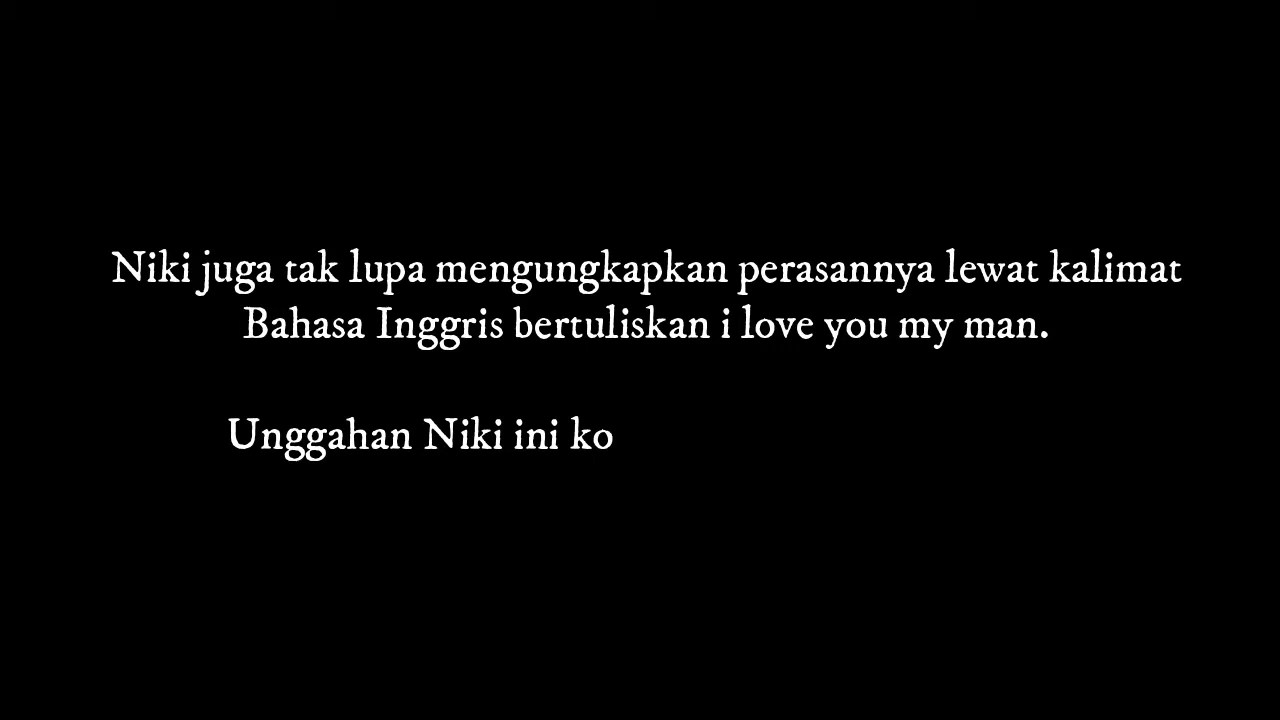 Niki juga tak lupa mengungkapkan perasannya lewat kalimat
Bahasa Inggris bertuliskan i love you my man.
Unggahan Niki ini ko